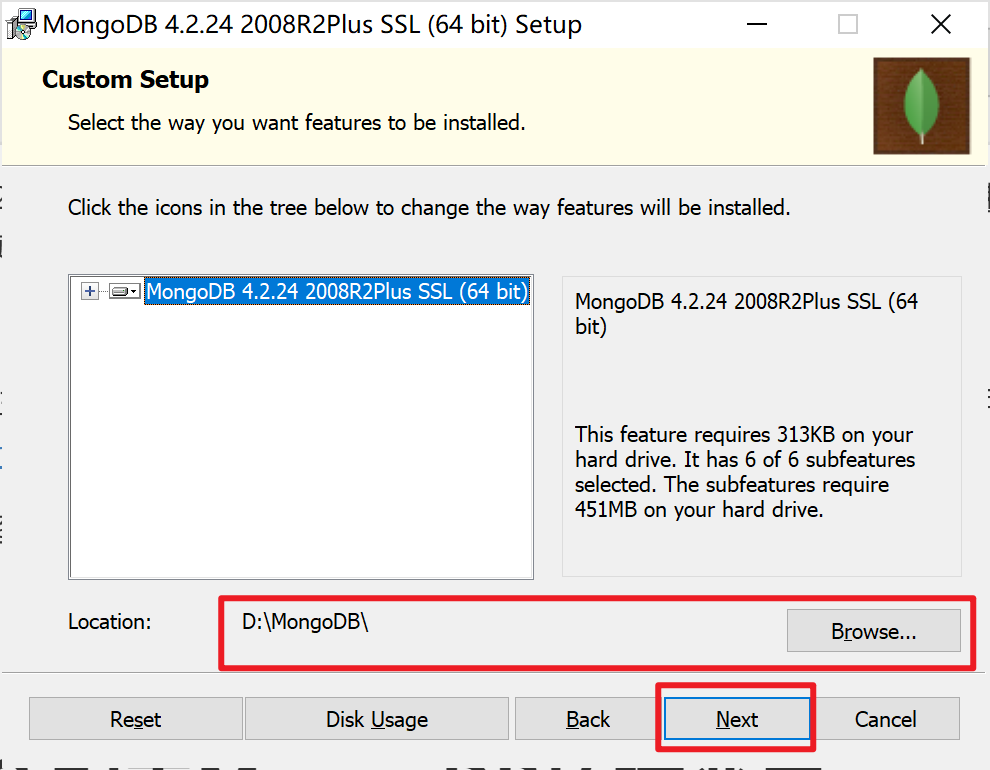 MongoDB 4.2.24 2008R2Plus SSL (64 bit) Setup
Custom Setup
Select the way you want features to be installed.
Click the icons in the tree below to change the way features will be installed.
MongoDB 4.2.24 2008R2Plus SSL (64 bit)
MongoDB 4.2.24 2008R2Plus SSL (64
bit)
This feature requires 313KB on your
hard drive. It has 6 of 6 subfeatures
selected. The subfeatures require
451MB on your hard drive.
Location:
D:\MongoDB\
Browse...
Reset
Disk Usage
Back
Next
Cancel